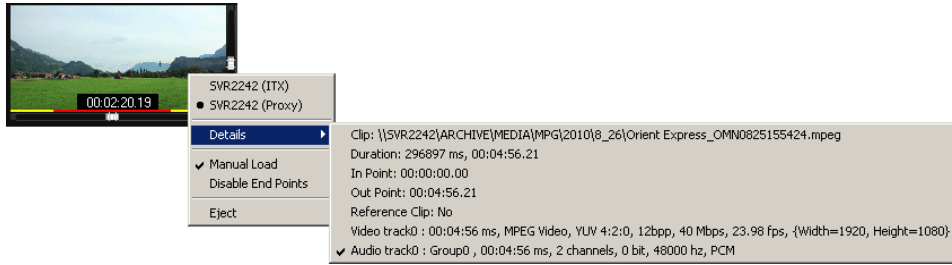 00:02:20.19
SVR2242 (ITX)
SVR2242 (Proxy)
Details
Manual Load
Disable End Points
Eject
Clip: \\SVR2242\ARCHIVE\MEDIA\MPG\2010\8_26\Orient Express_OMN0825155424.mpeg
Duration: 296897 ms, 00:04:56.21
In Point: 00:00:00.00
Out Point: 00:04:56.21
Reference Clip: No
Video track0 : 00:04:56 ms, MPEG Video, YUV 4:2:0, 12bpp, 40 Mbps, 23.98 fps, {Width=1920, Height=1080}
Audio track0 : Group0 , 00:04:56 ms, 2 channels, 0 bit, 48000 hz, PCM